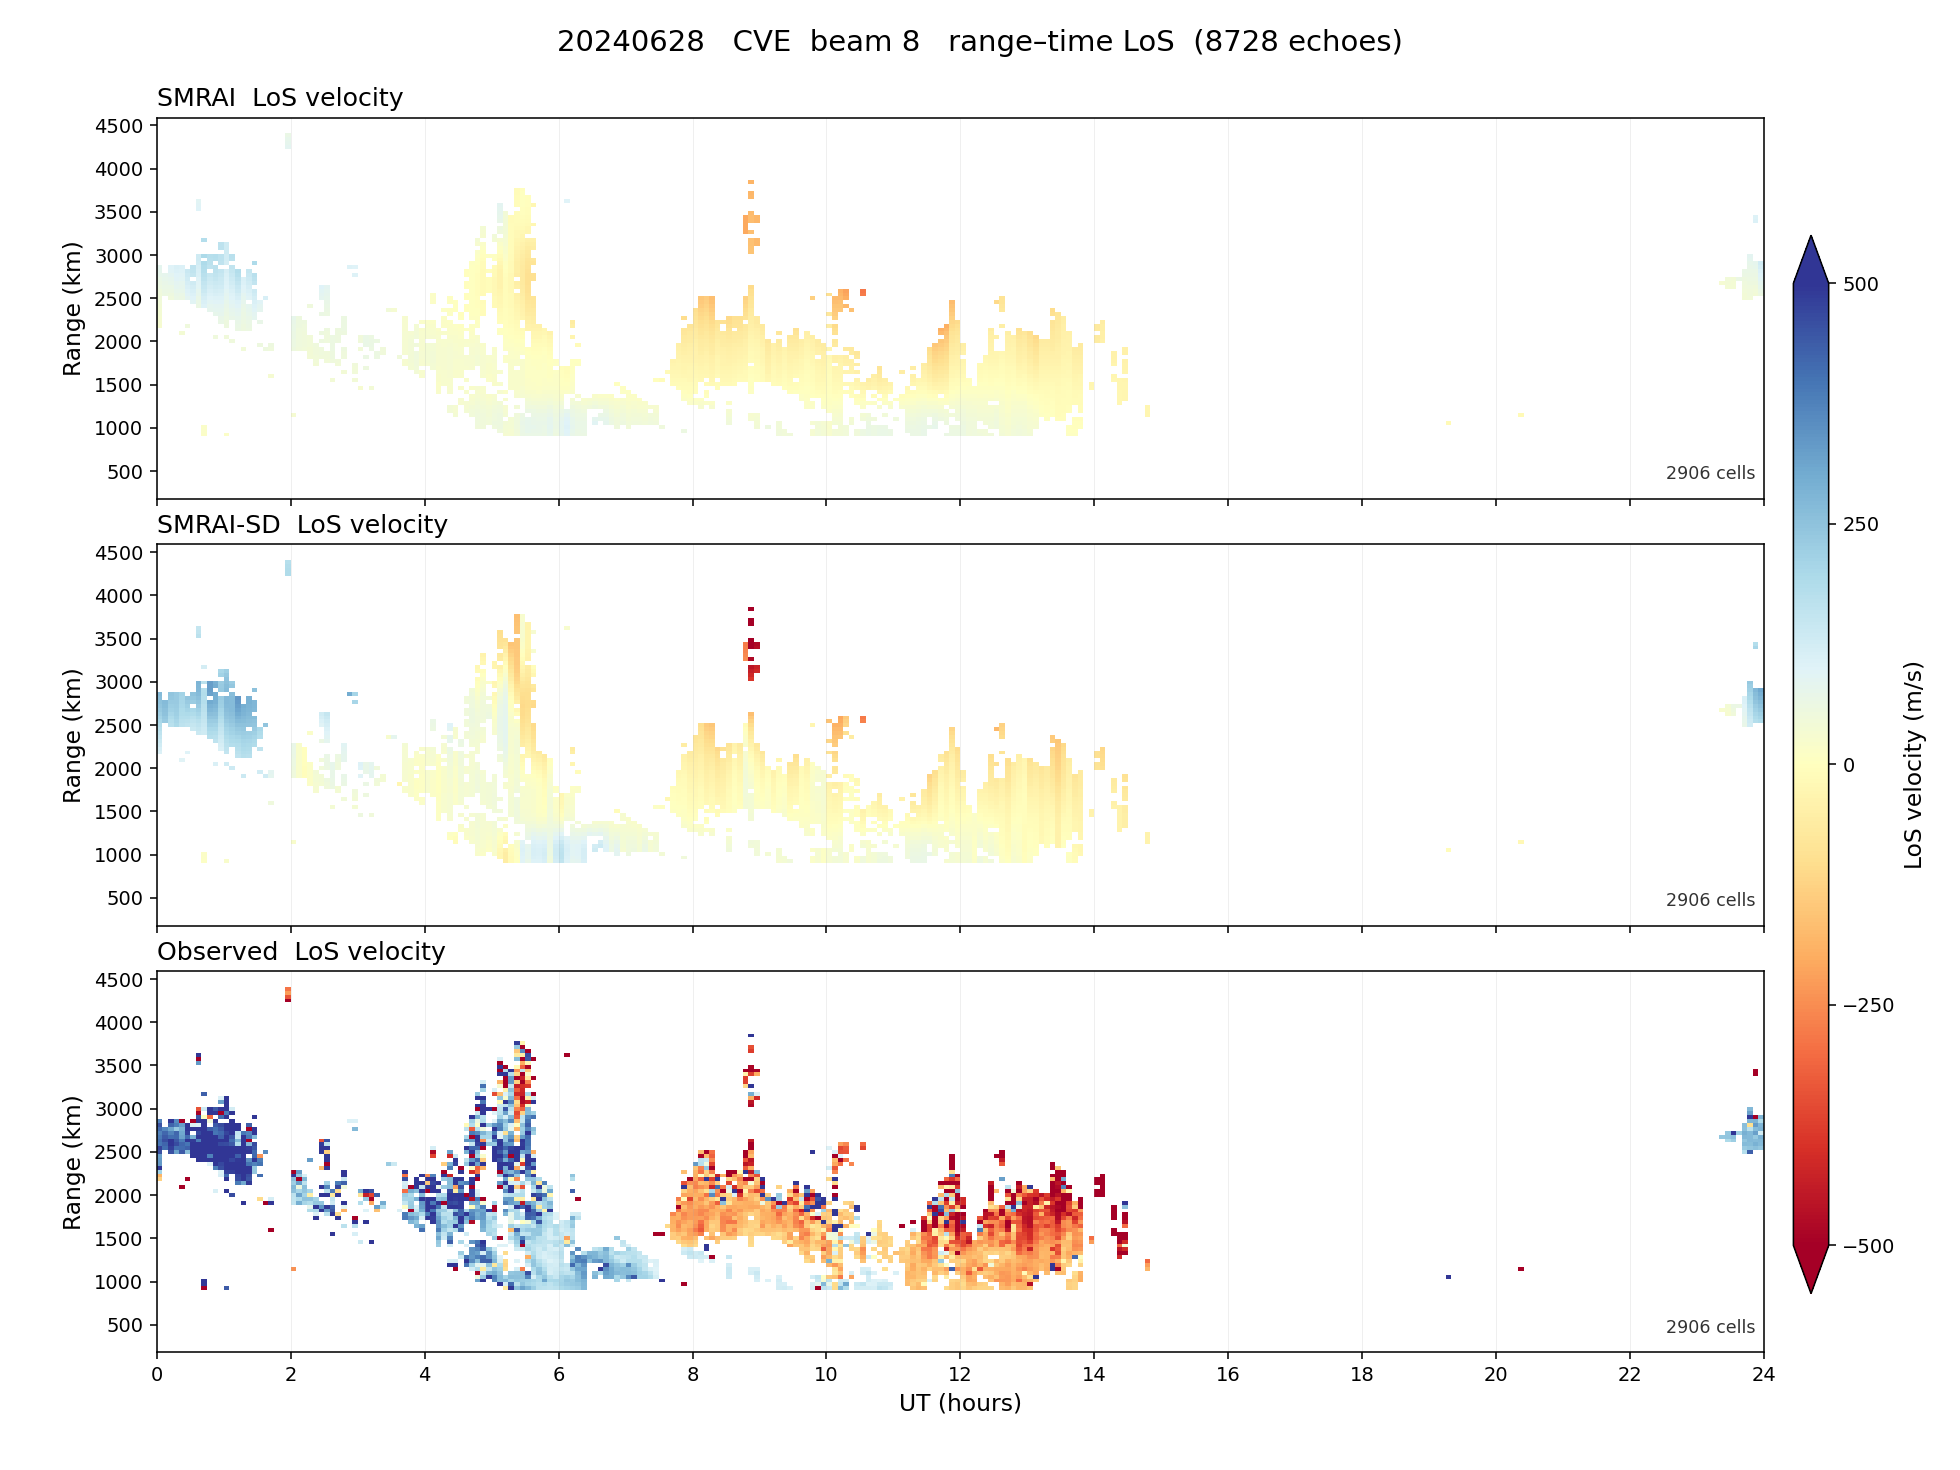 20240628   CVE  beam 8   range–time LoS  (8728 echoes)
SMRAI  LoS velocity
4500
4000
3500
3000
2500
2000
1500
1000
500
Range (km)
2906 cells
SMRAI-SD  LoS velocity
4500
4000
3500
3000
2500
2000
1500
1000
500
Range (km)
2906 cells
Observed  LoS velocity
4500
4000
3500
3000
2500
2000
1500
1000
500
Range (km)
2906 cells
0 2 4 6 8 10 12 14 16 18 20 22 24
UT (hours)
500
250
0
−250
−500
LoS velocity (m/s)